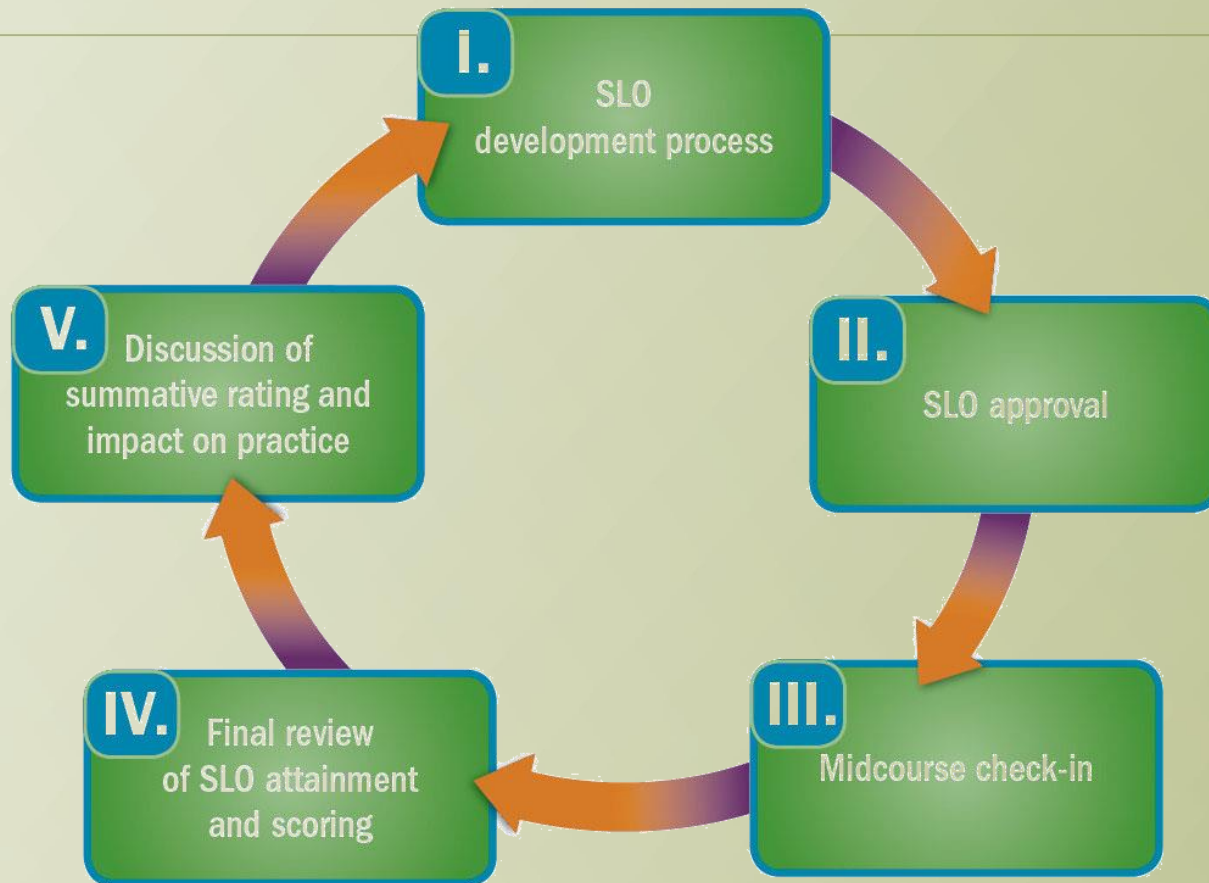 I.
SLO
development process
II.
SLO approval
III.
Midcourse check-in
IV.
Final review
of SLO attainment
and scoring
V.
Discussion of
summative rating and
impact on practice